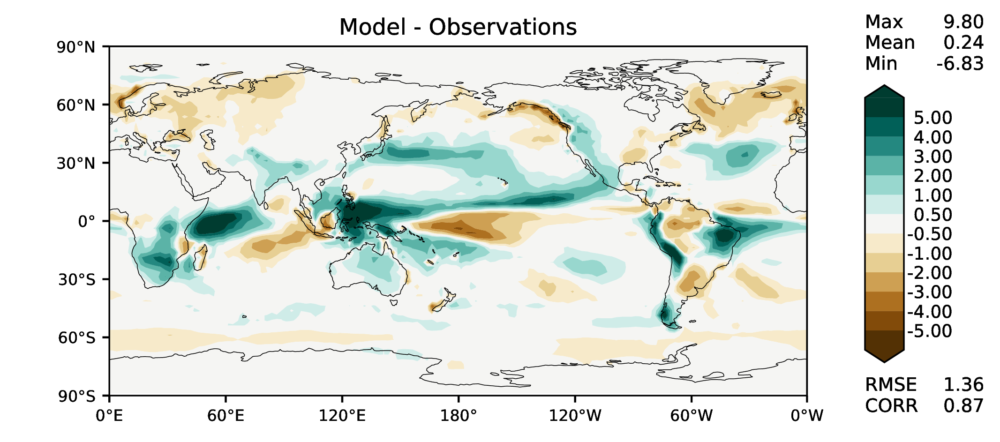 Model - Observations
Max 9.80
Mean 0.24
Min -6.83
90°N
60°N
30°N
0°
30°S
60°S
90°S
0°E 60°E 120°E 180° 120°W 60°W 0°W
5.00
4.00
3.00
2.00
1.00
0.50
-0.50
-1.00
-2.00
-3.00
-4.00
-5.00
RMSE 1.36
CORR 0.87